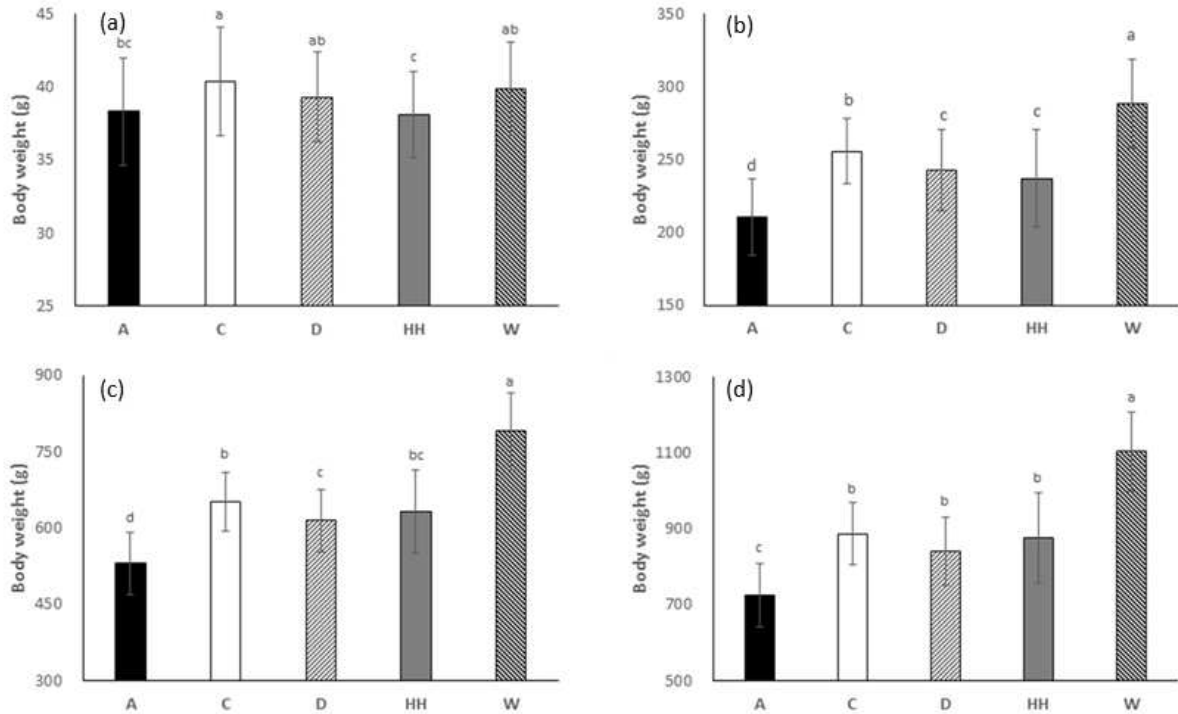 (a)
Body weight (g)
45
40
35
30
25
bc
a
ab
c
ab
A C D HH W
(b)
Body weight (g)
350
300
250
200
150
d
b
c
c
a
A C D HH W
(c)
Body weight (g)
900
750
600
450
300
d
b
c
bc
a
A C D HH W
(d)
Body weight (g)
1300
1100
900
700
500
c
b
b
b
a
A C D HH W